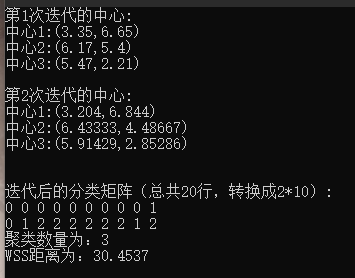 第1次迭代的中心:
中心1:(3.35,6.65)
中心2:(6.17,5.4)
中心3:(5.47,2.21)
第2次迭代的中心:
中心1:(3.204,6.844)
中心2:(6.43333,4.48667)
中心3:(5.91429,2.85286)
迭代后的分类矩阵（总共20行，转换成2*10）:
0 0 0 0 0 0 0 0 0 1
0 1 2 2 2 2 2 2 1 2
聚类数量为: 3
WSS距离为: 30.4537